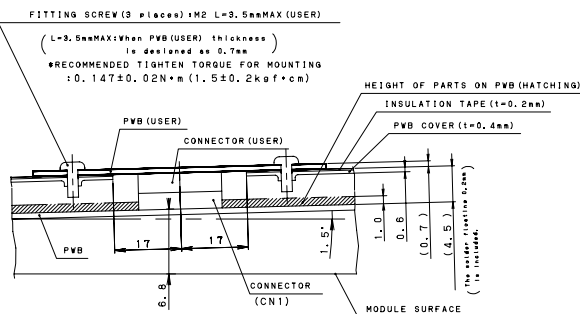 FITTING SCREW(3 places):M2 L=3.5mmMAX(USER)
(L=3.5mmMAX:When PWB(USER) thickness
is designed as 0.7mm)
*RECOMMENDED TIGHTEN TORQUE FOR MOUNTING
:0.147±0.02N•m(1.5±0.2kgf•cm)
HEIGHT OF PARTS ON PWB(HATCHING)
INSULATION TAPE(t=0.2mm)
PWB COVER(t=0.4mm)
PWB(USER)
CONNECTOR(USER)
PWB
17
17
6.8
1.5
1.0
0.6
(0.7)
(4.5)
(The solder floating 0.2mm
is included.)
CONNECTOR
(CN1)
MODULE SURFACE